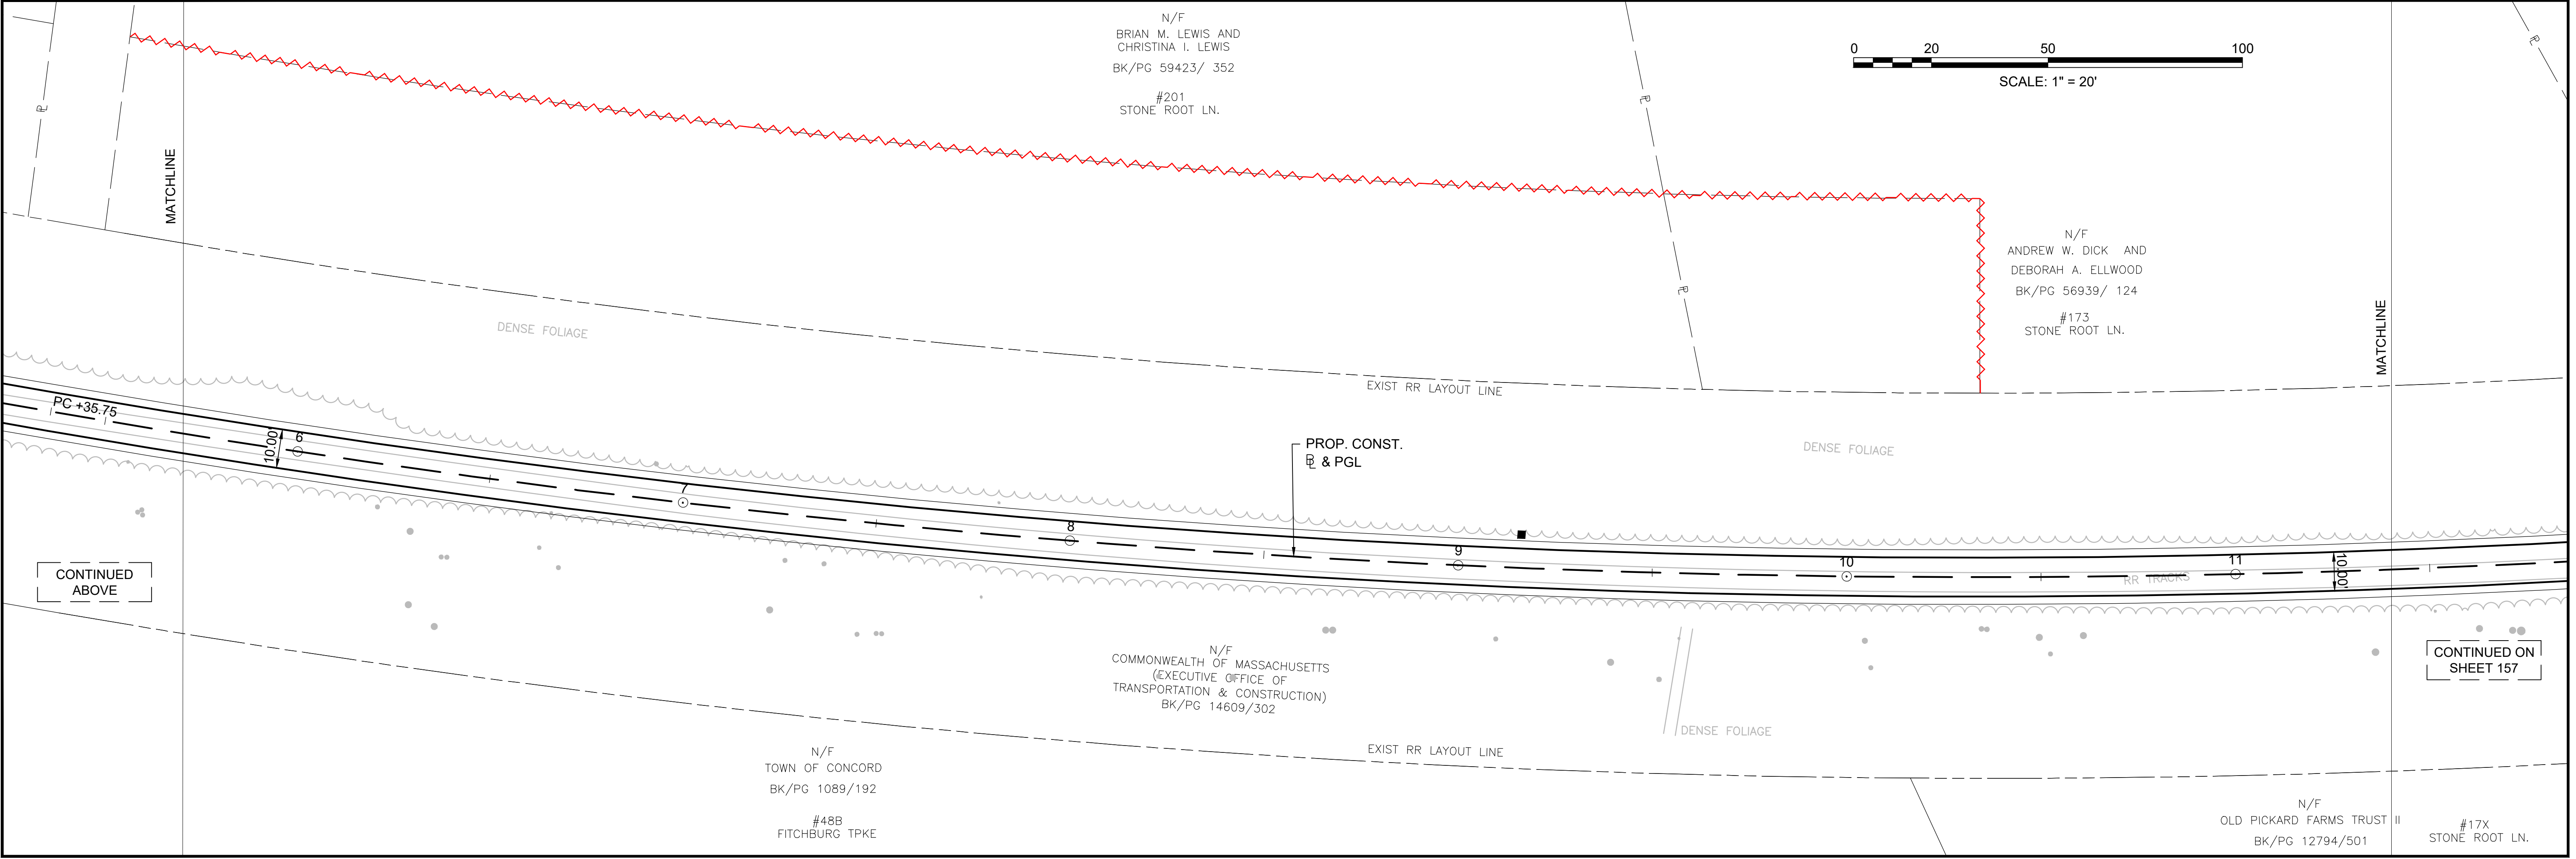 N/F
BRIAN M. LEWIS AND
CHRISTINA I. LEWIS
BK/PG 59423/ 352
#201
STONE ROOT LN.
0 20 50 100
SCALE: 1" = 20'
℄
MATCHLINE
N/F
ANDREW W. DICK AND
DEBORAH A. ELLWOOD
BK/PG 56939/ 124
#173
STONE ROOT LN.
MATCHLINE
DENSE FOLIAGE
EXIST RR LAYOUT LINE
PC +35.75
10.00'
6
7
8
9
10
11
PROP. CONST.
& PGL
DENSE FOLIAGE
RR TRACKS
10.00'
CONTINUED
ABOVE
N/F
COMMONWEALTH OF MASSACHUSETTS
(EXECUTIVE OFFICE OF
TRANSPORTATION & CONSTRUCTION)
BK/PG 14609/302
CONTINUED ON
SHEET 157
DENSE FOLIAGE
EXIST RR LAYOUT LINE
N/F
TOWN OF CONCORD
BK/PG 1089/192
#48B
FITCHBURG TPKE
N/F
OLD PICKARD FARMS TRUST II
BK/PG 12794/501
#17X
STONE ROOT LN.